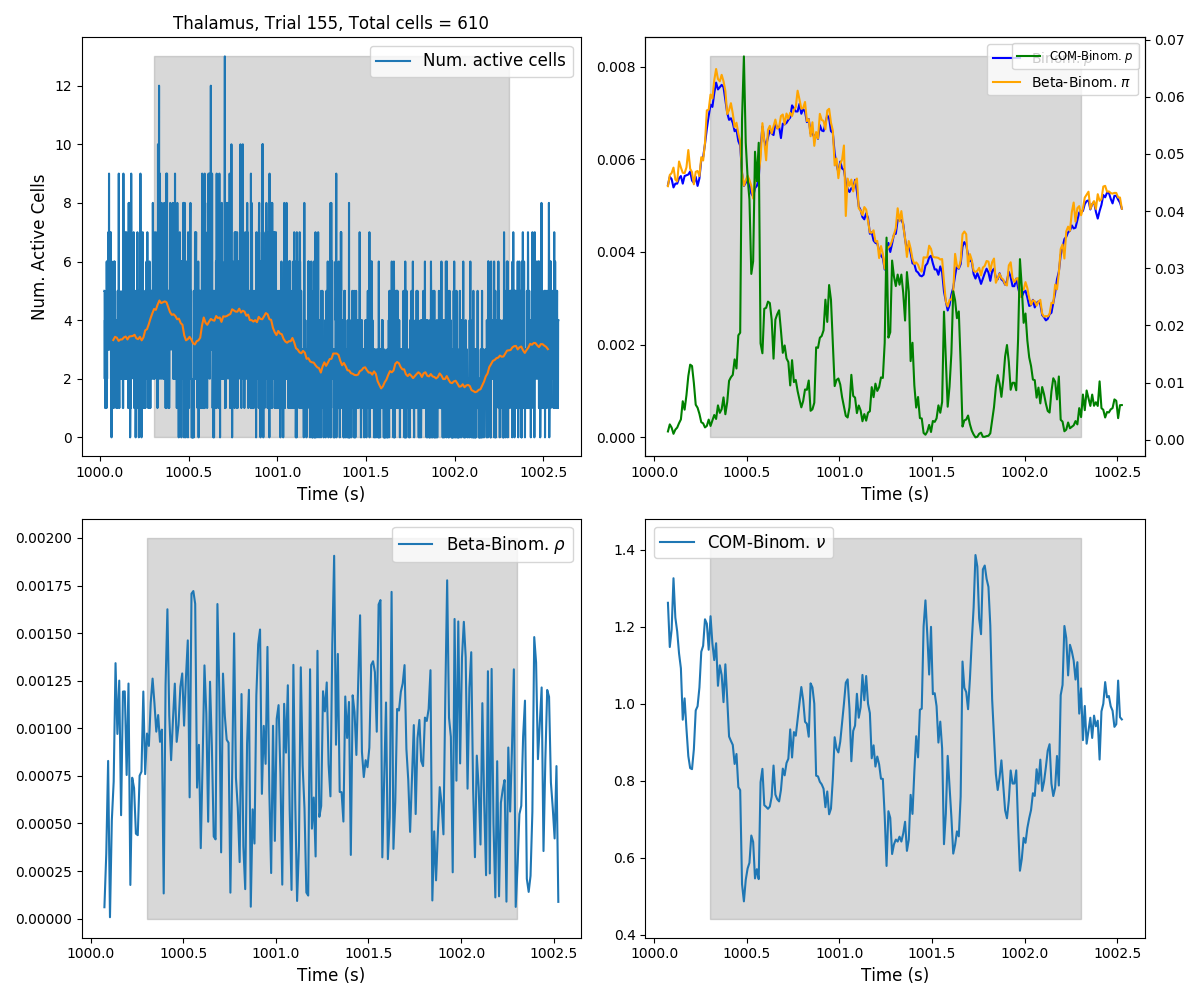 Thalamus, Trial 155, Total cells = 610
Num. active cells
Num. Active Cells
12
10
8
6
4
2
0
1000.0 1000.5 1001.0 1001.5 1002.0 1002.5
Time (s)
COM-Binom. p
Beta-Binom. π
0.008
0.006
0.004
0.002
0.000
0.07
0.06
0.05
0.04
0.03
0.02
0.01
0.00
1000.0 1000.5 1001.0 1001.5 1002.0 1002.5
Time (s)
Beta-Binom. ρ
0.00200
0.00175
0.00150
0.00125
0.00100
0.00075
0.00050
0.00025
0.00000
1000.0 1000.5 1001.0 1001.5 1002.0 1002.5
Time (s)
COM-Binom. ν
1.4
1.2
1.0
0.8
0.6
0.4
1000.0 1000.5 1001.0 1001.5 1002.0 1002.5
Time (s)